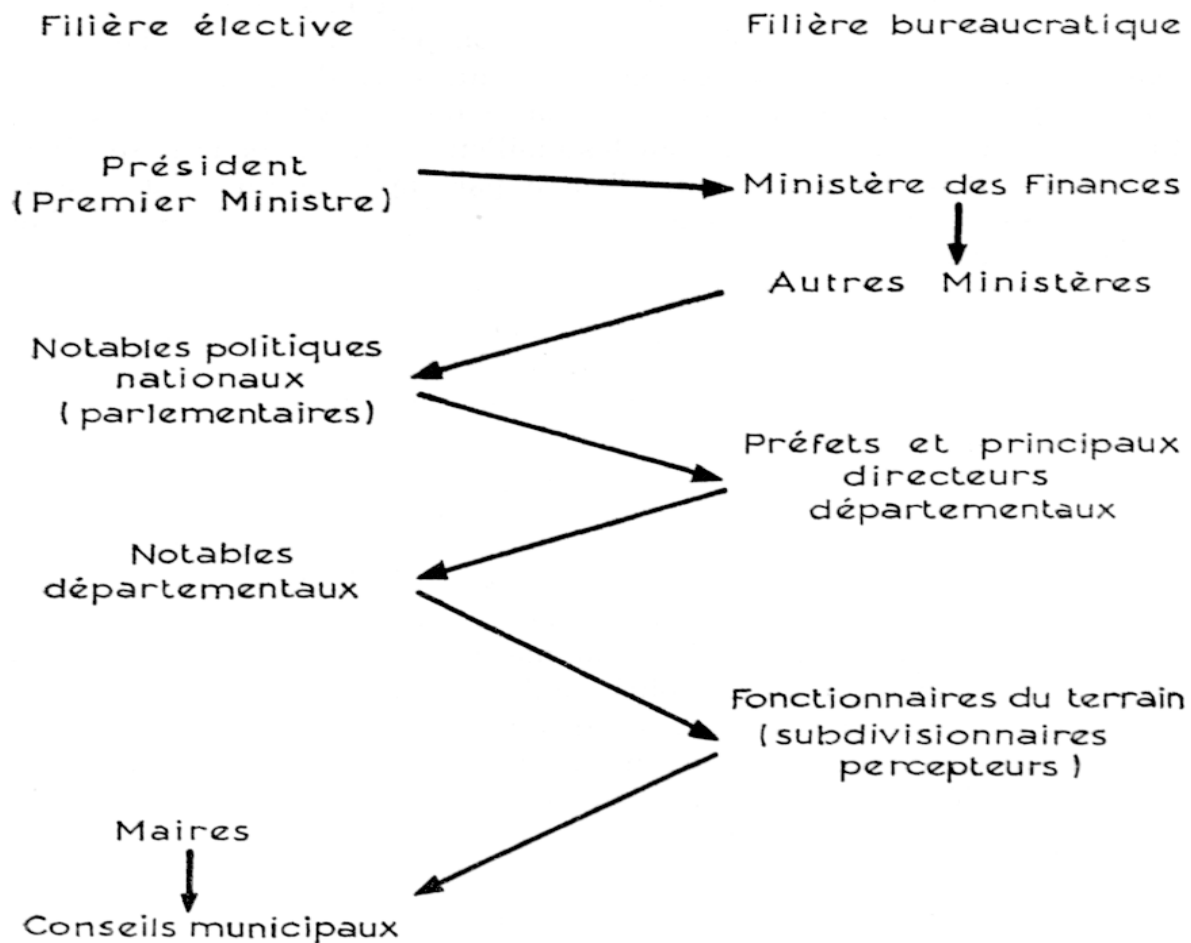 Filière élective
Filière bureaucratique
Président
(Premier Ministre)
Ministère des Finances
Autres Ministères
Notables politiques
nationaux
(parlementaires)
Préfets et principaux
directeurs
départementaux
Notables
départementaux
Fonctionnaires du terrain
(subdivisionnaires
percepteurs)
Maires
Conseils municipaux